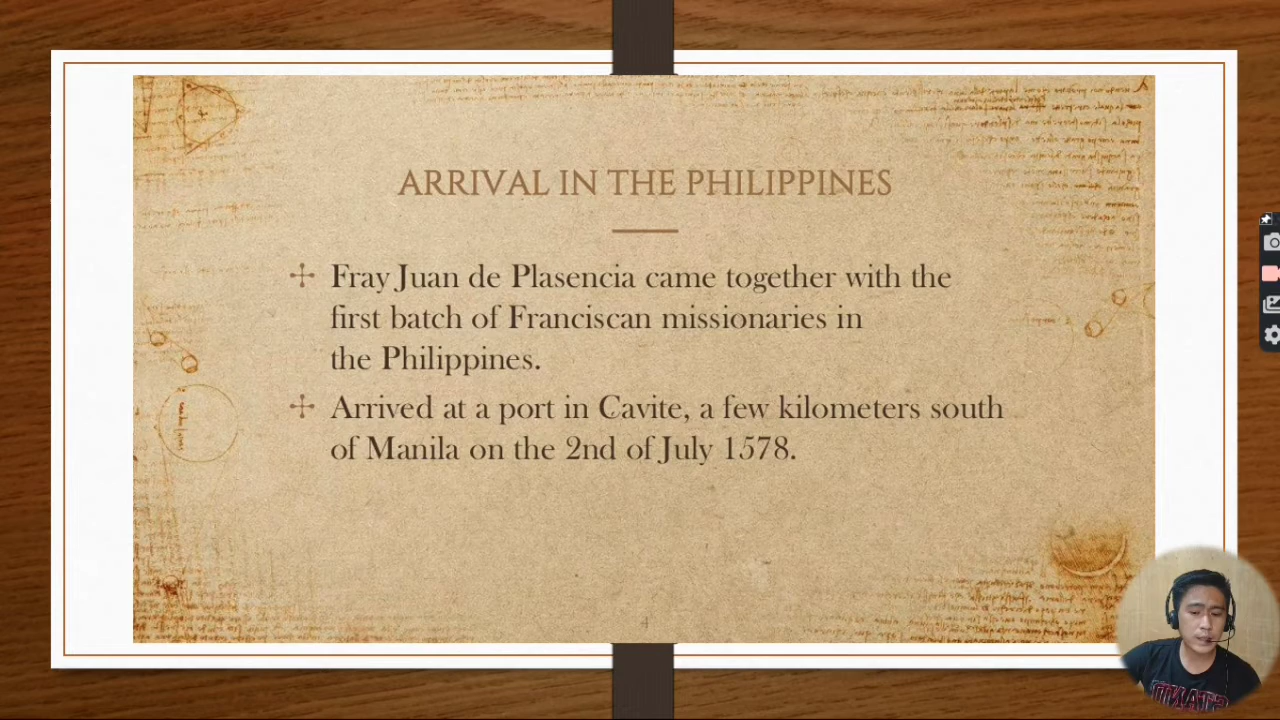 ARRIVAL IN THE PHILIPPINES
Fray Juan de Plasencia came together with the
first batch of Franciscan missionaries in
the Philippines.
Arrived at a port in Cavite, a few kilometers south
of Manila on the 2nd of July 1578.
4